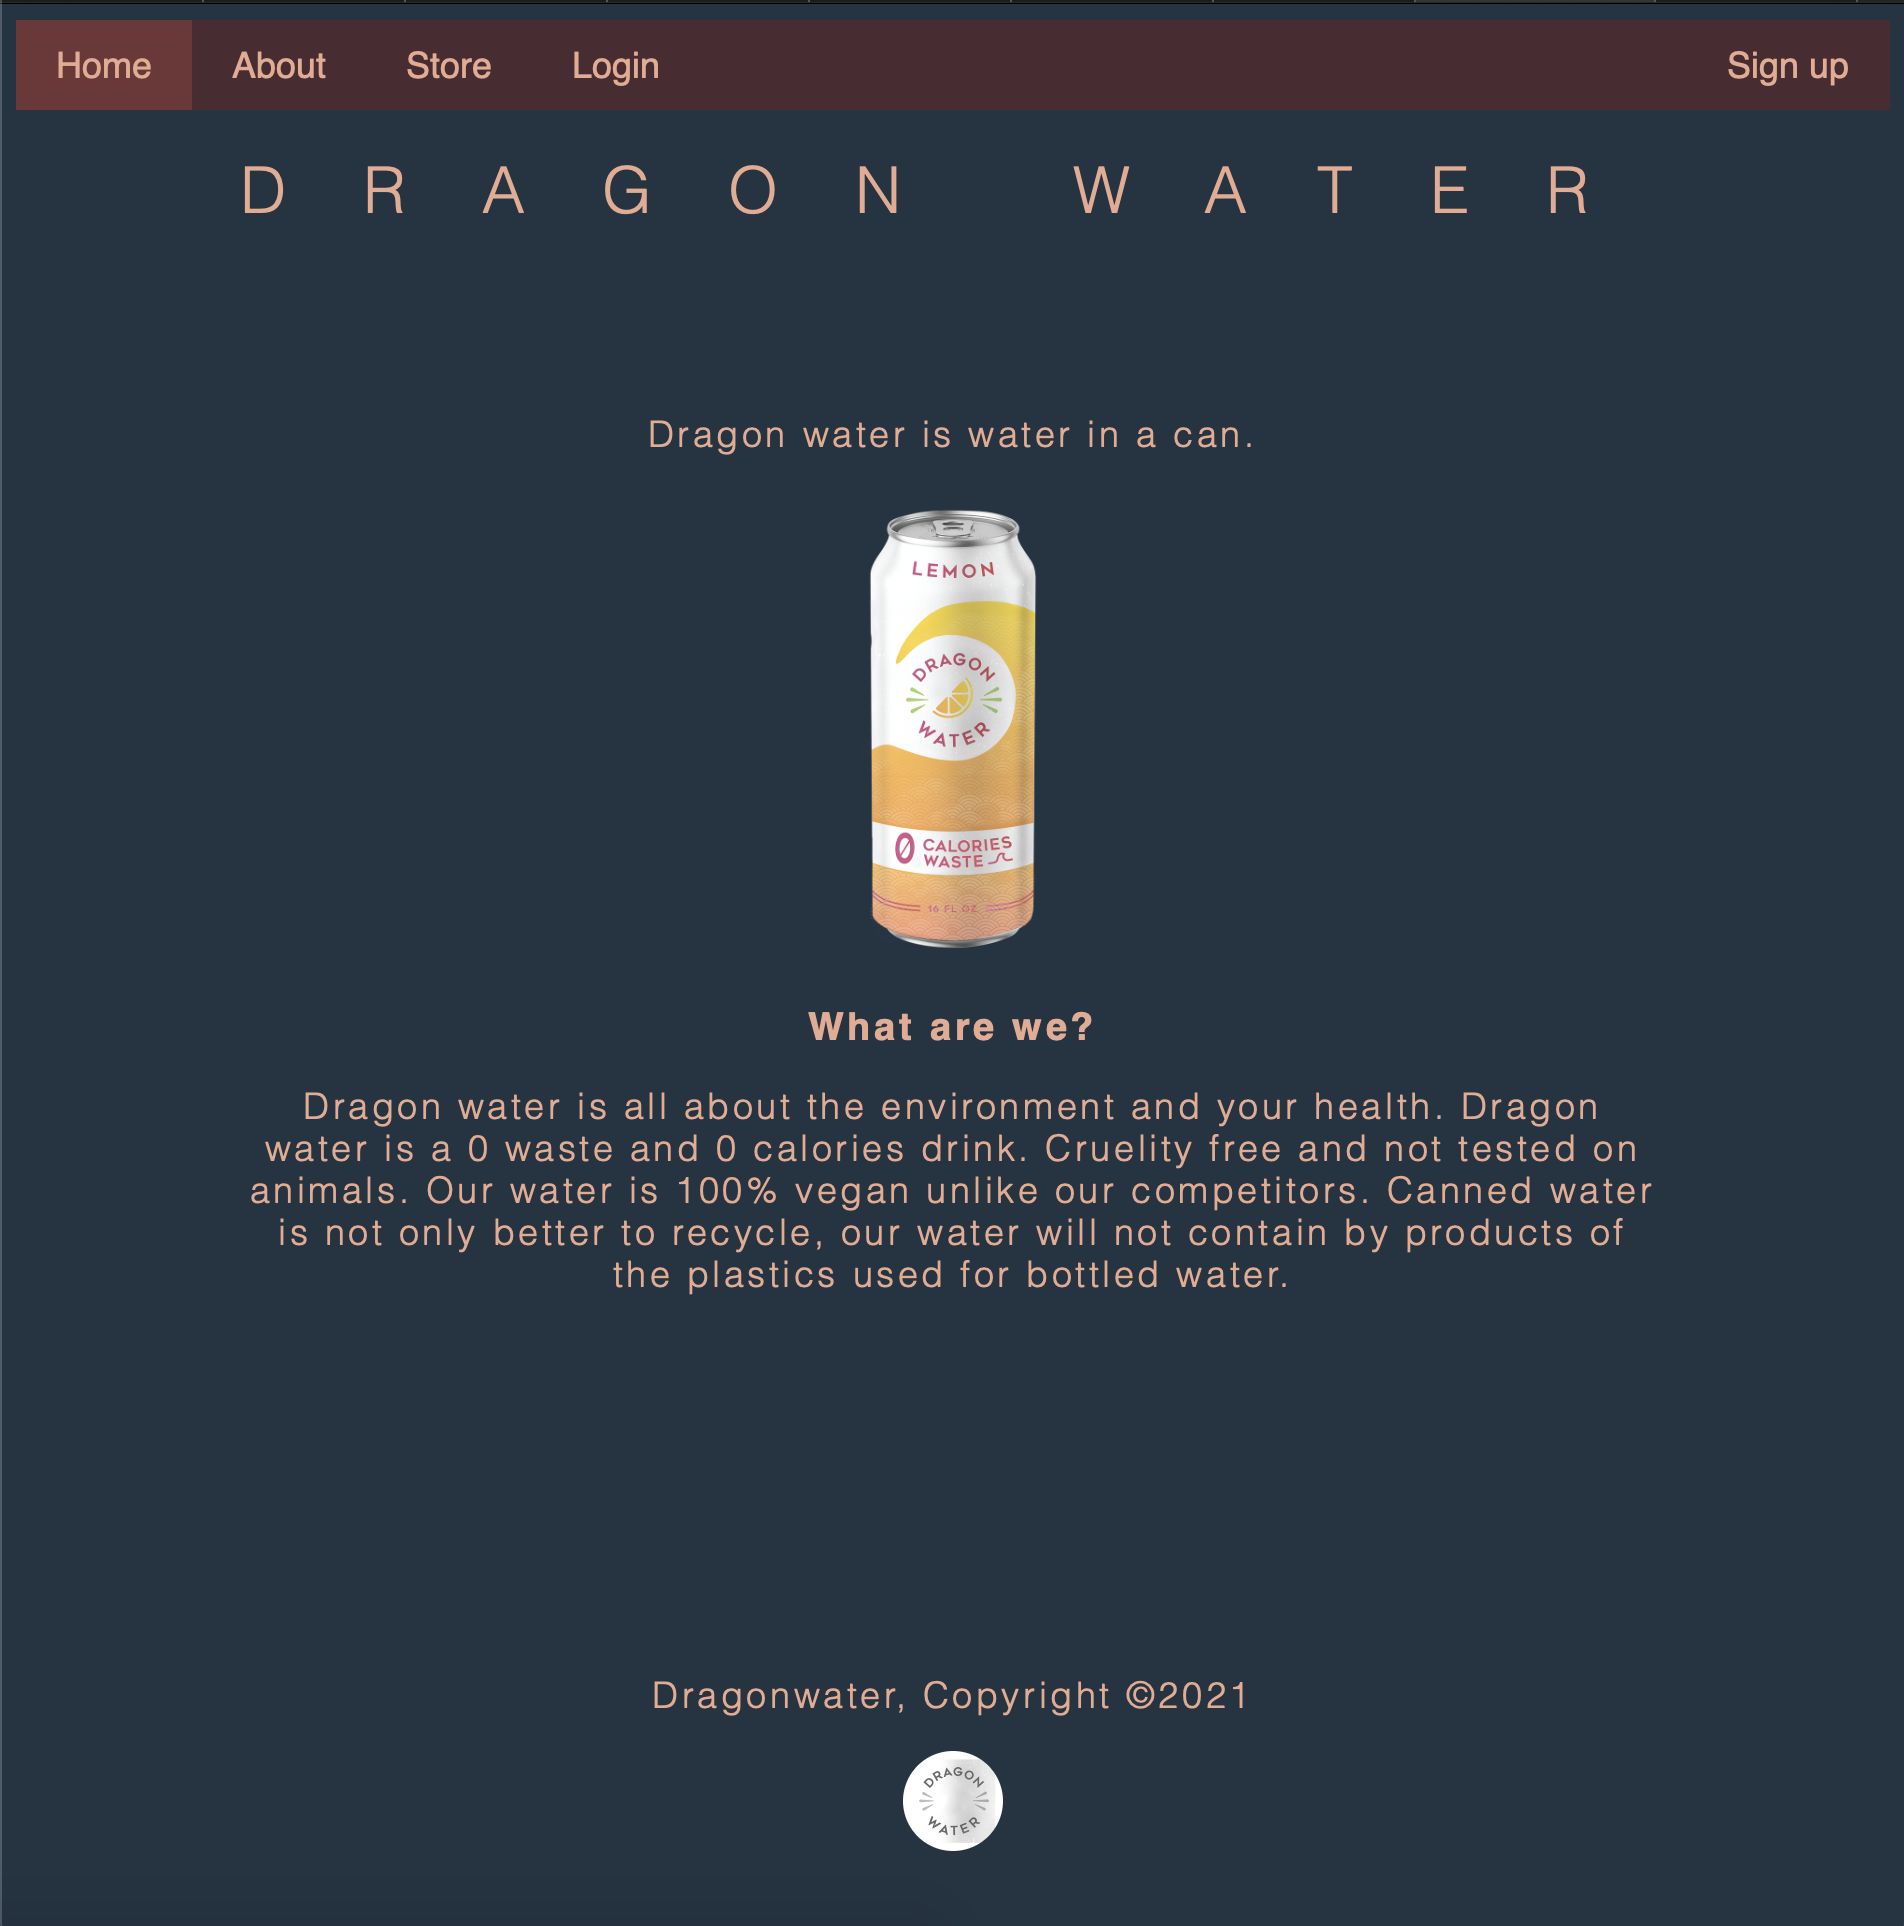 Home About Store Login Sign up
DRAGON WATER
Dragon water is water in a can.
LEMON
DRAGON
WATER
0 CALORIES
WASTE
16 FL OZ
What are we?
Dragon water is all about the environment and your health. Dragon
water is a 0 waste and 0 calories drink. Cruelity free and not tested on
animals. Our water is 100% vegan unlike our competitors. Canned water
is not only better to recycle, our water will not contain by products of
the plastics used for bottled water.
Dragonwater, Copyright ©2021
DRAGON
WATER